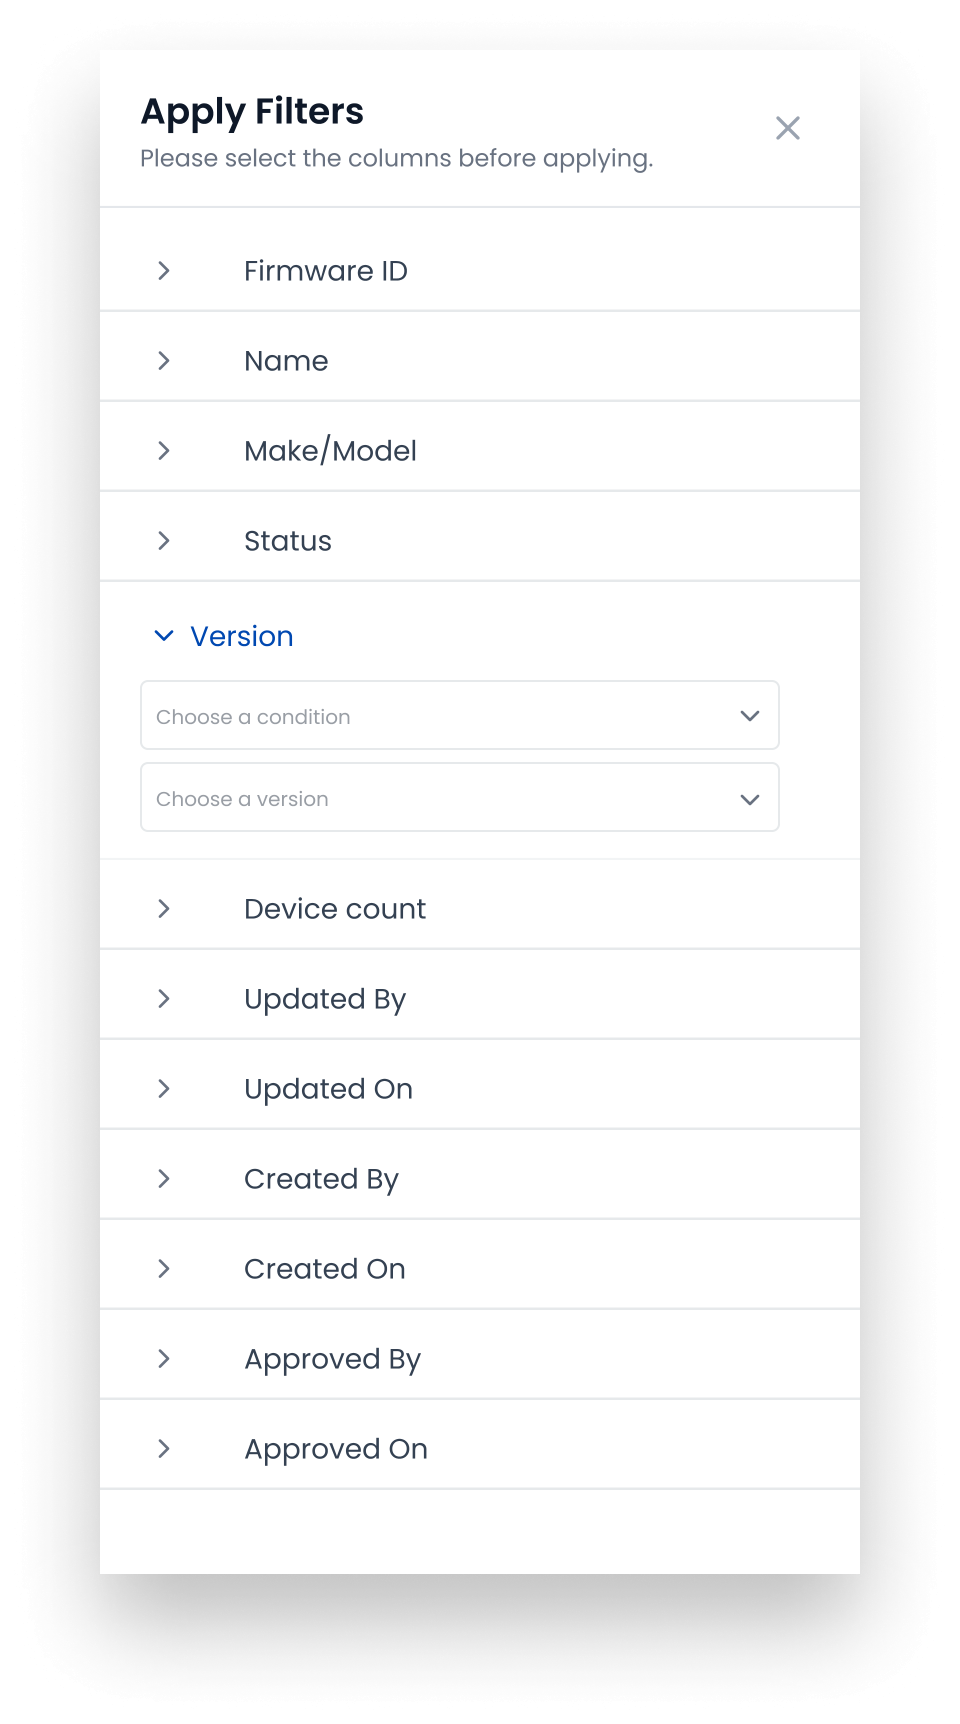 Apply Filters
Please select the columns before applying.
Firmware ID
Name
Make/Model
Status
Version
Choose a condition
Choose a version
Device count
Updated By
Updated On
Created By
Created On
Approved By
Approved On